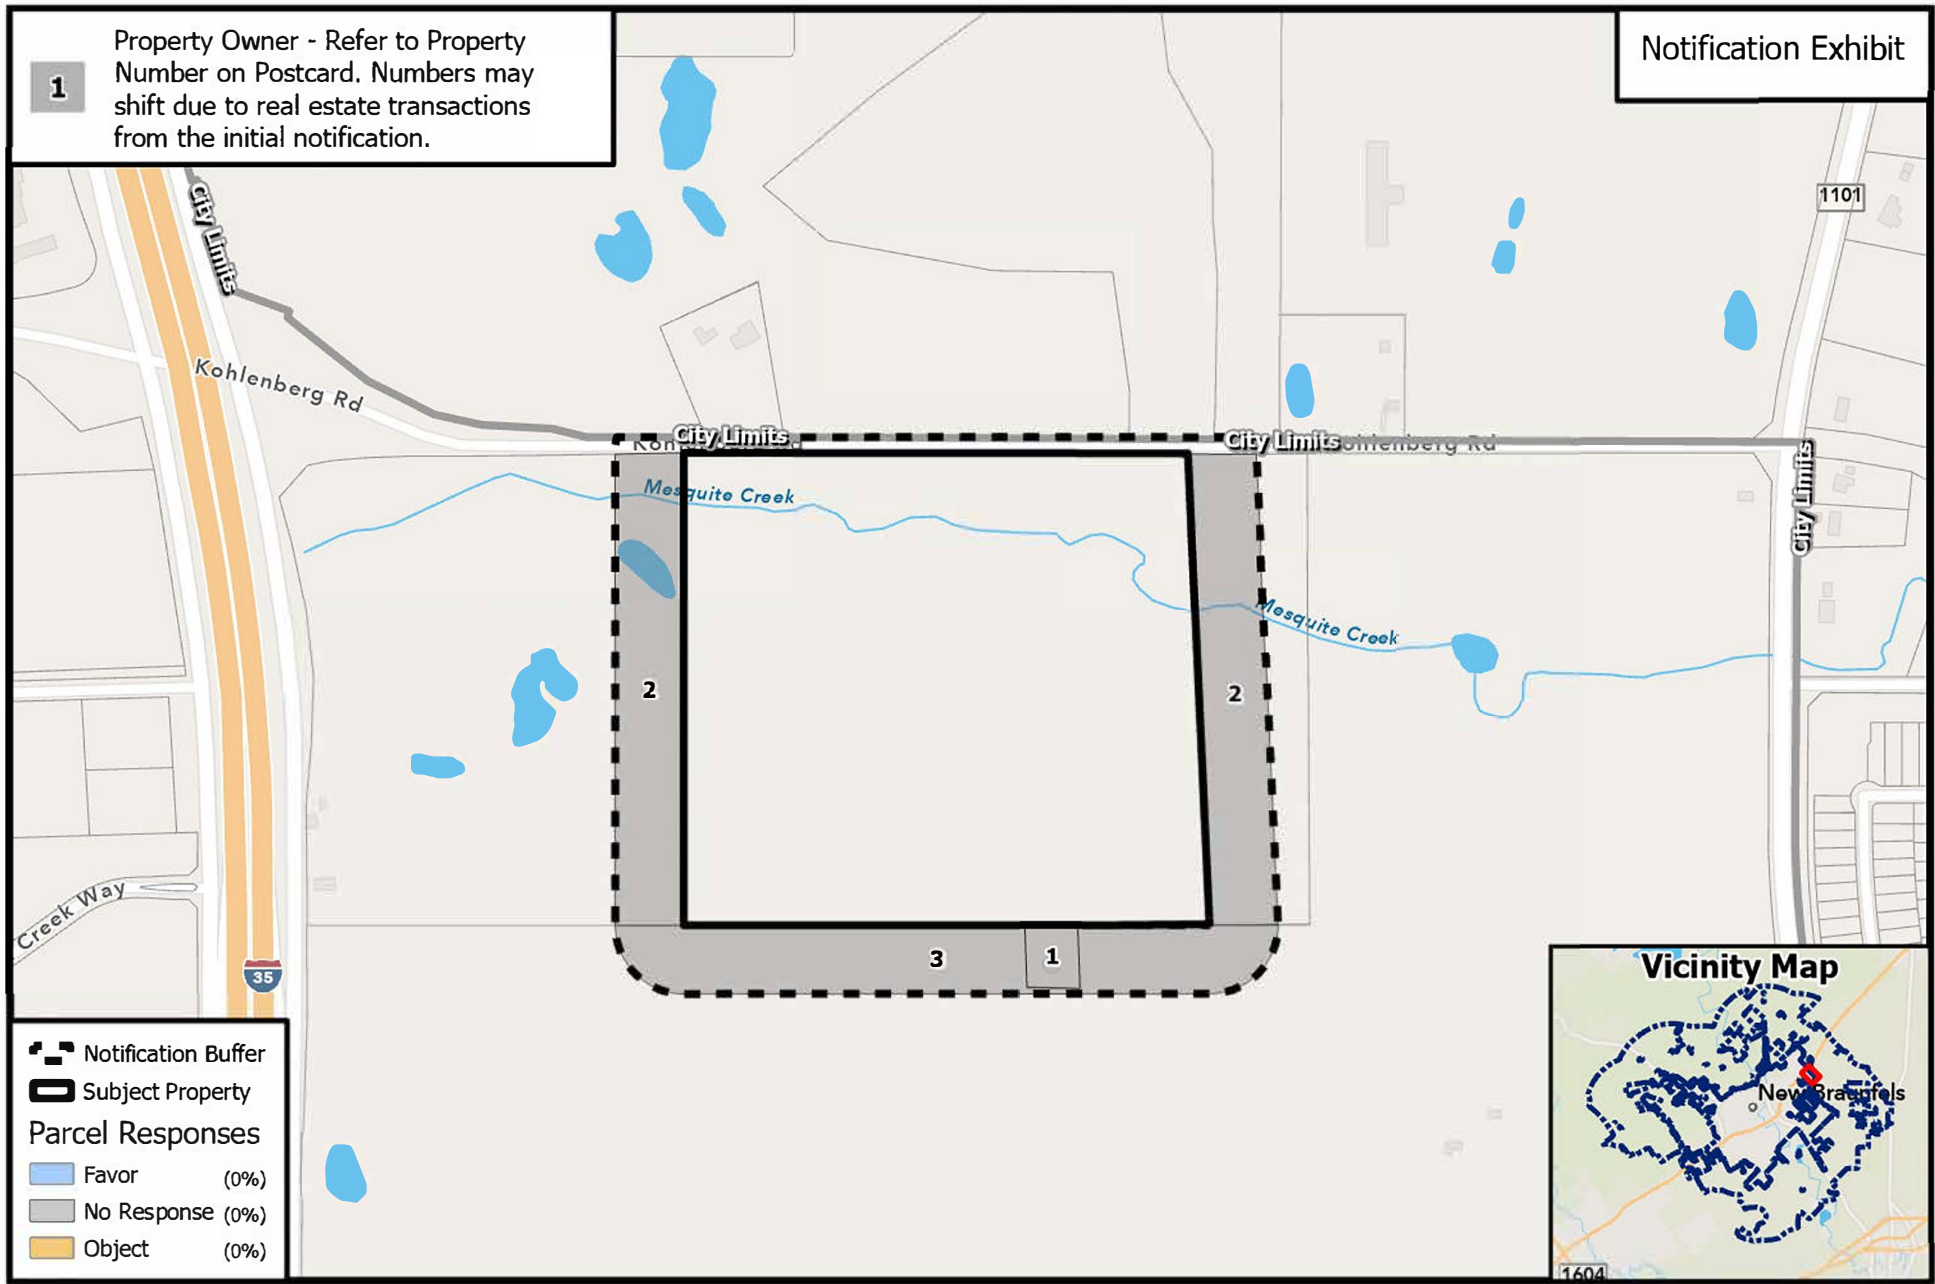 1
Property Owner - Refer to Property
Number on Postcard. Numbers may
shift due to real estate transactions
from the initial notification.
Notification Exhibit
1101
City Limits
Kohlenberg Rd
City Limits
City Limits
Kohlenberg Rd
City Limits
Mesquite Creek
Mesquite Creek
2
2
3
1
Creek Way
35
Notification Buffer
Subject Property
Parcel Responses
Favor (0%)
No Response (0%)
Object (0%)
Vicinity Map
New Braunfels
1604